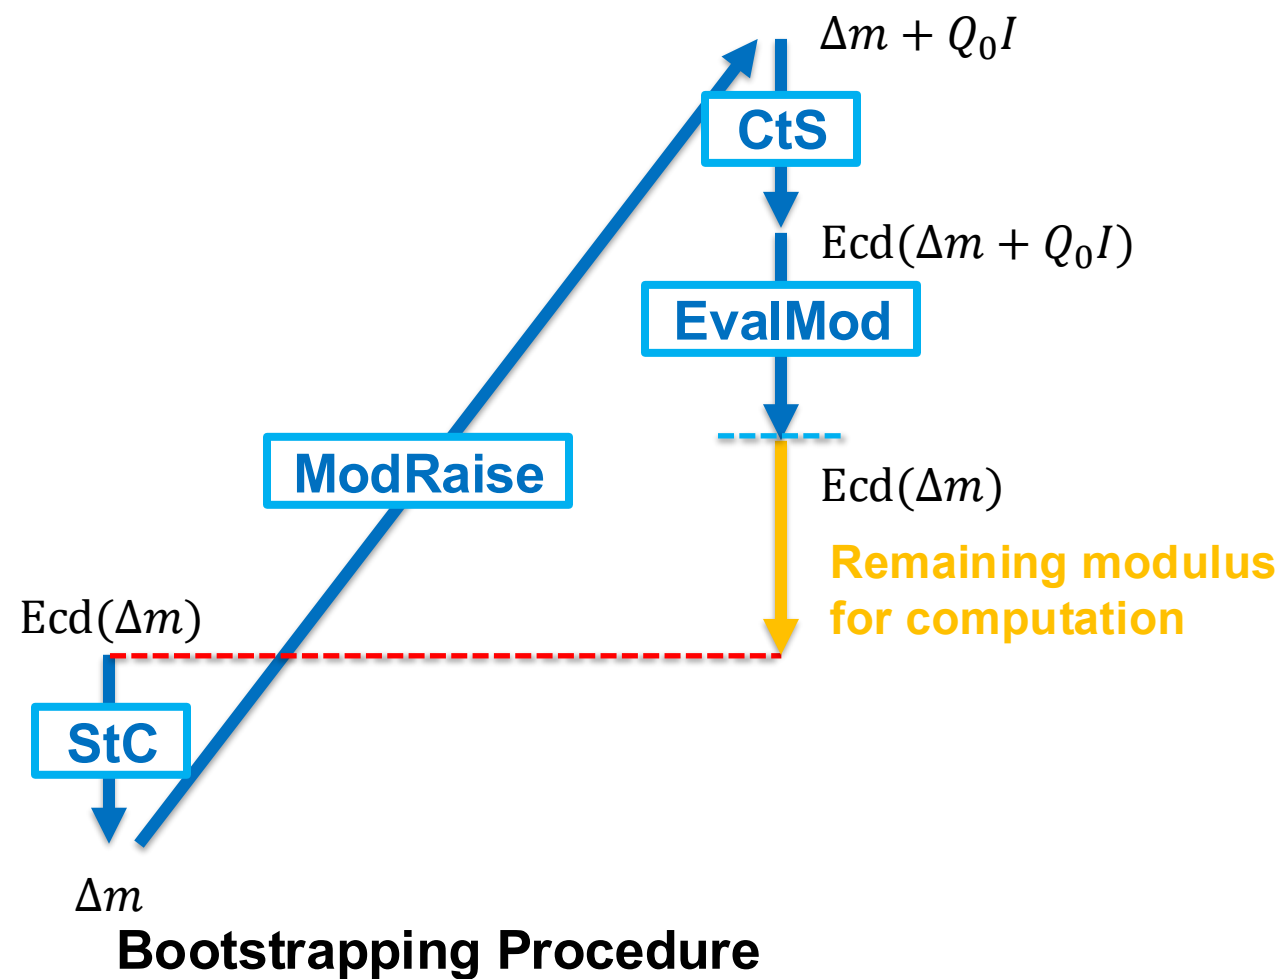 Δm + Q₀I
CtS
Ecd(Δm + Q₀I)
EvalMod
ModRaise
Ecd(Δm)
Remaining modulus
for computation
Ecd(Δm)
StC
Δm
Bootstrapping Procedure